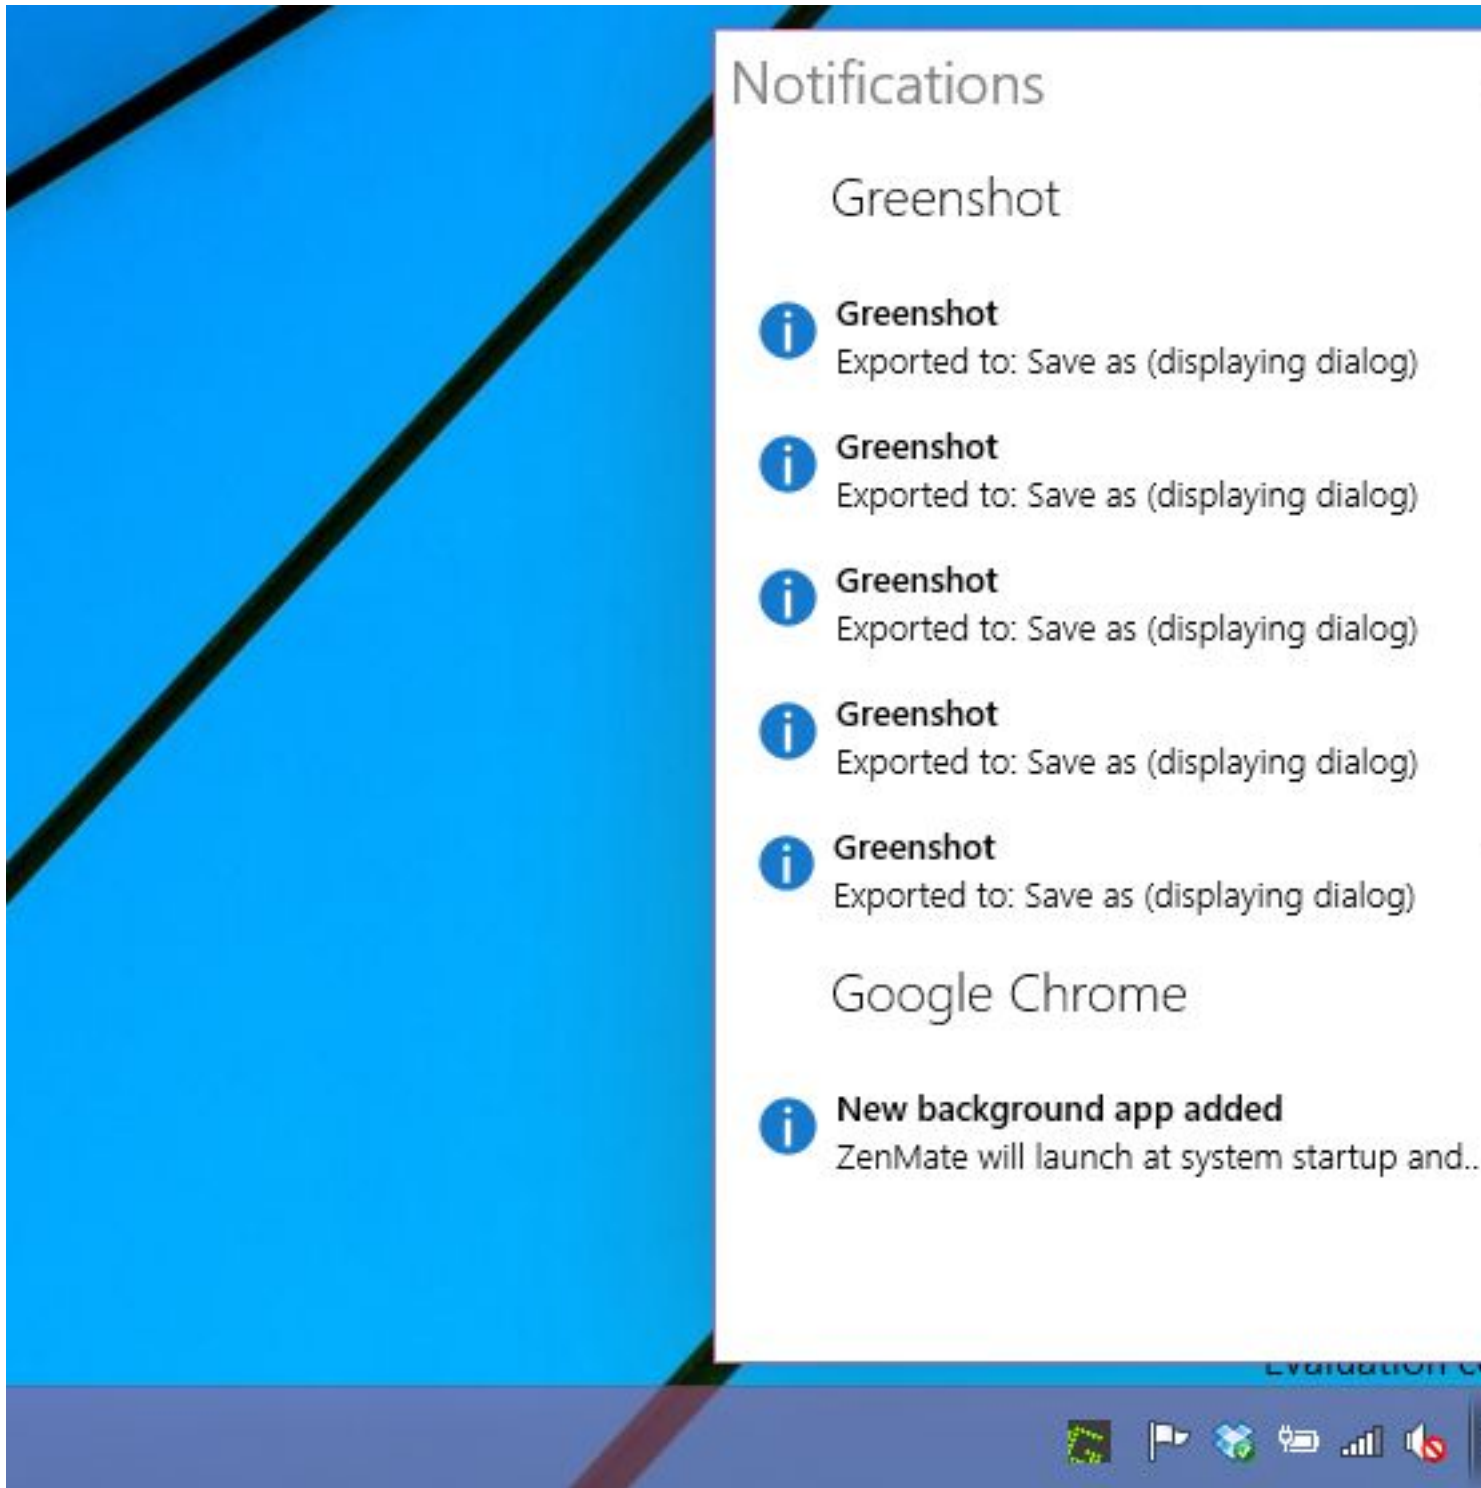 Notifications
Greenshot
Greenshot
Exported to: Save as (displaying dialog)
Greenshot
Exported to: Save as (displaying dialog)
Greenshot
Exported to: Save as (displaying dialog)
Greenshot
Exported to: Save as (displaying dialog)
Greenshot
Exported to: Save as (displaying dialog)
Google Chrome
New background app added
ZenMate will launch at system startup and...
Evaluation